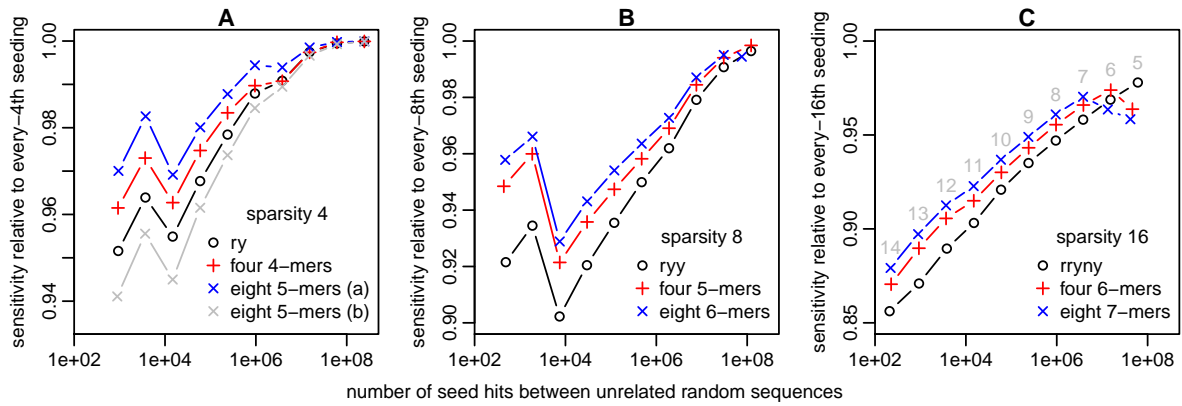 A
sensitivity relative to every−4th seeding
1.00
0.98
0.96
0.94
sparsity 4
ry
four 4−mers
eight 5−mers (a)
eight 5−mers (b)
1e+02
1e+04
1e+06
1e+08
B
sensitivity relative to every−8th seeding
1.00
0.98
0.96
0.94
0.92
0.90
sparsity 8
ryy
four 5−mers
eight 6−mers
1e+02
1e+04
1e+06
1e+08
C
sensitivity relative to every−16th seeding
1.00
0.95
0.90
0.85
14
13
12
11
10
9
8
7
6
5
sparsity 16
rryny
four 6−mers
eight 7−mers
1e+02
1e+04
1e+06
1e+08
number of seed hits between unrelated random sequences